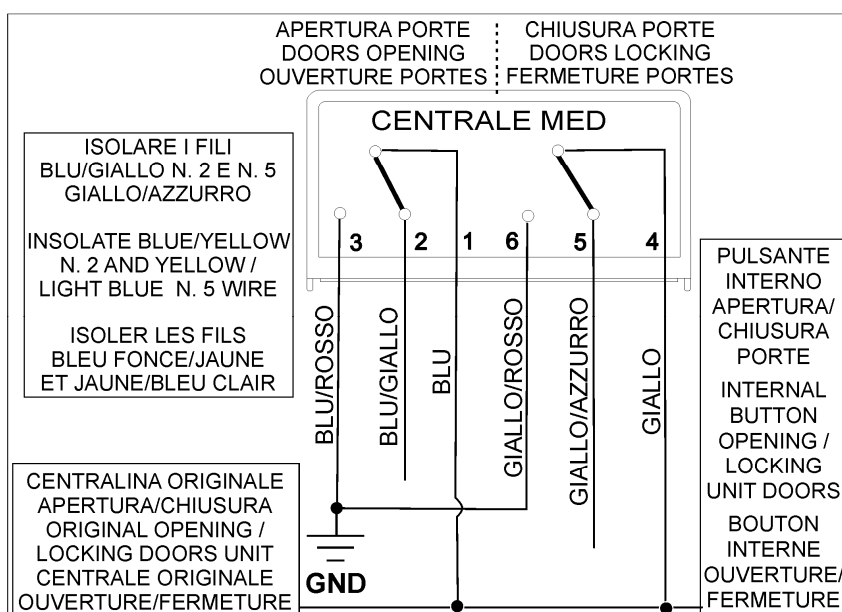 APERTURA PORTE
DOORS OPENING
OUVERTURE PORTES
CHIUSURA PORTE
DOORS LOCKING
FERMETURE PORTES
CENTRALE MED
ISOLARE I FILI
BLU/GIALLO N. 2 E N. 5
GIALLO/AZZURRO
INSOLATE BLUE/YELLOW
N. 2 AND YELLOW /
LIGHT BLUE N. 5 WIRE
ISOLER LES FILS
BLEU FONCE/JAUNE
ET JAUNE/BLEU CLAIR
3 2 1 6 5 4
BLU/ROSSO
BLU/GIALLO
BLU
GIALLO/ROSSO
GIALLO/AZZURRO
GIALLO
PULSANTE
INTERNO
APERTURA/
CHIUSURA
PORTE
INTERNAL
BUTTON
OPENING /
LOCKING
UNIT DOORS
BOUTON
INTERNE
OUVERTURE/
FERMETURE
CENTRALINA ORIGINALE
APERTURA/CHIUSURA
ORIGINAL OPENING /
LOCKING DOORS UNIT
CENTRALE ORIGINALE
OUVERTURE/FERMETURE
GND